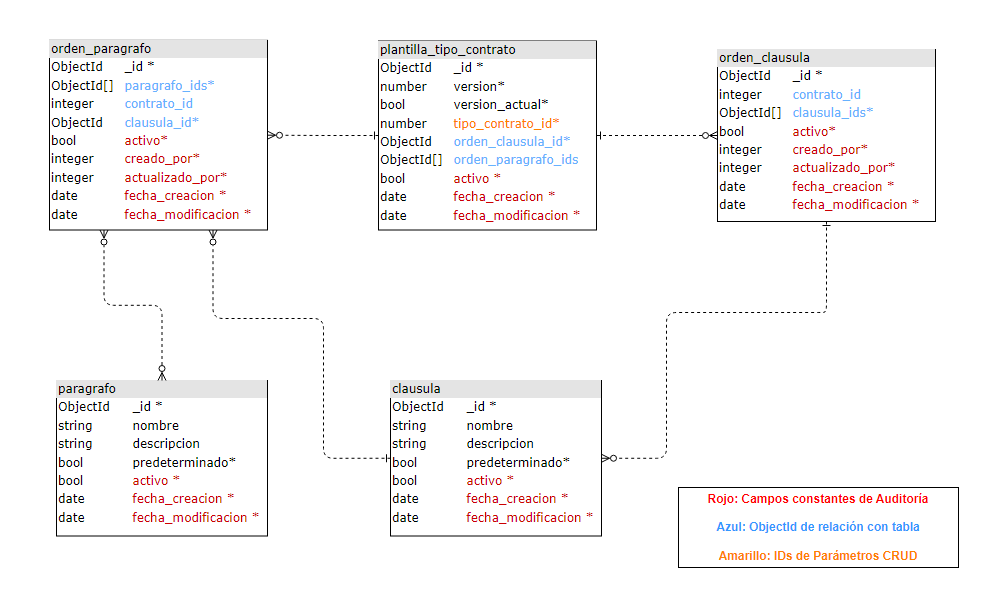 orden_paragrafo
ObjectId _id *
ObjectId[] paragrafo_ids*
integer contrato_id
ObjectId clausula_id*
bool activo*
integer creado_por*
integer actualizado_por*
date fecha_creacion *
date fecha_modificacion *
plantilla_tipo_contrato
ObjectId _id *
number version*
bool version_actual*
number tipo_contrato_id*
ObjectId orden_clausula_id*
ObjectId[] orden_paragrafo_ids
bool activo *
date fecha_creacion *
date fecha_modificacion *
orden_clausula
ObjectId _id *
integer contrato_id
ObjectId[] clausula_ids*
bool activo*
integer creado_por*
integer actualizado_por*
date fecha_creacion *
date fecha_modificacion *
paragrafo
ObjectId _id *
string nombre
string descripcion
bool predeterminado*
bool activo *
date fecha_creacion *
date fecha_modificacion *
clausula
ObjectId _id *
string nombre
string descripcion
bool predeterminado*
bool activo *
date fecha_creacion *
date fecha_modificacion *
Rojo: Campos constantes de Auditoría
Azul: ObjectId de relación con tabla
Amarillo: IDs de Parámetros CRUD